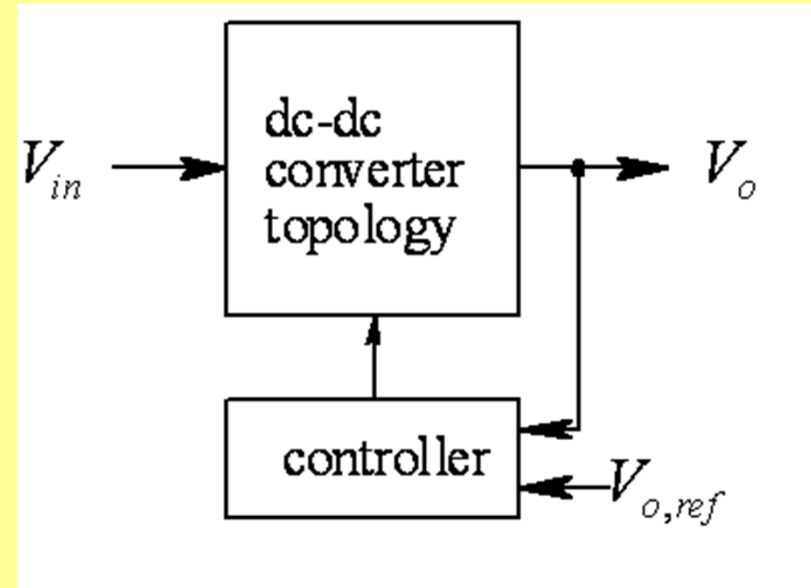 V_in
dc-dc
converter
topology
V_o
controller
V_o,ref